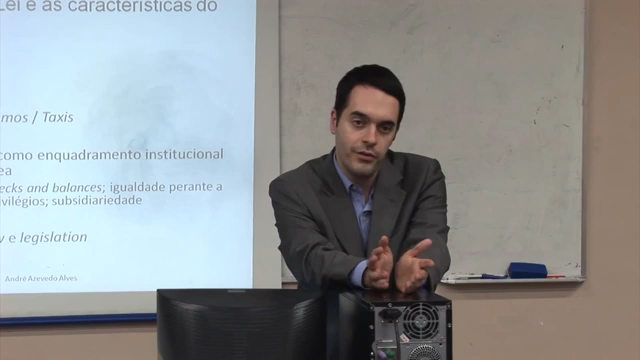 Lei e as características do
mos / Taxis
como enquadramento institucional
ea
ecks and balances; igualdade perante a
vilégios; subsidiariedade
e legislation
André Azevedo Alves